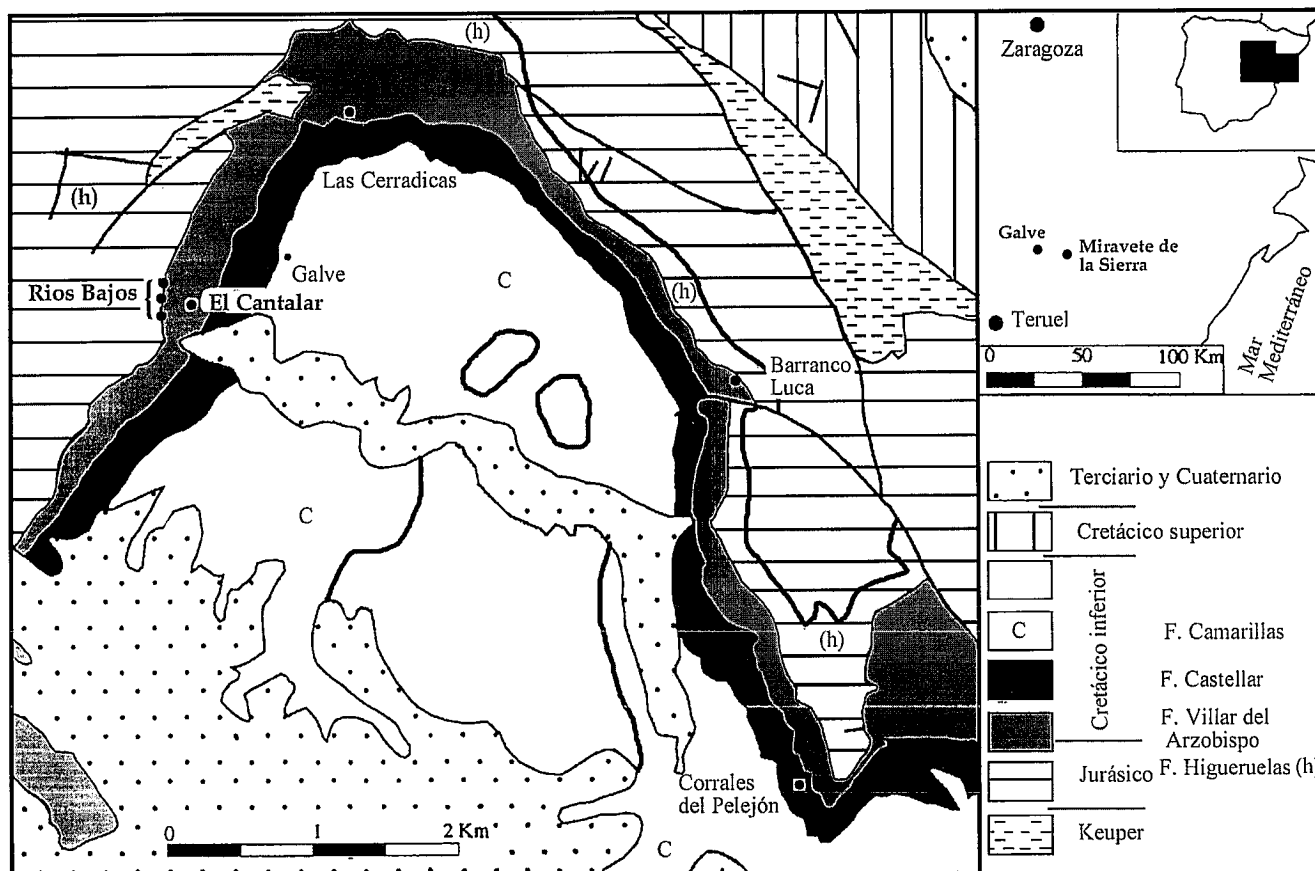 (h)
Las Cerradicas
(h)
Galve
C
Rios Bajos
El Cantalar
(h)
Barranco
Luca
C
(h)
Corrales
del Pelejón
0 1 2 Km
C
Zaragoza
Galve
Miravete de
la Sierra
Teruel
0 50 100 Km
Mar
Mediterráneo
Terciario y Cuaternario
Cretácico superior
Cretácico inferior
C F. Camarillas
F. Castellar
F. Villar del
Arzobispo
Jurásico F. Higueruelas (h)
Keuper